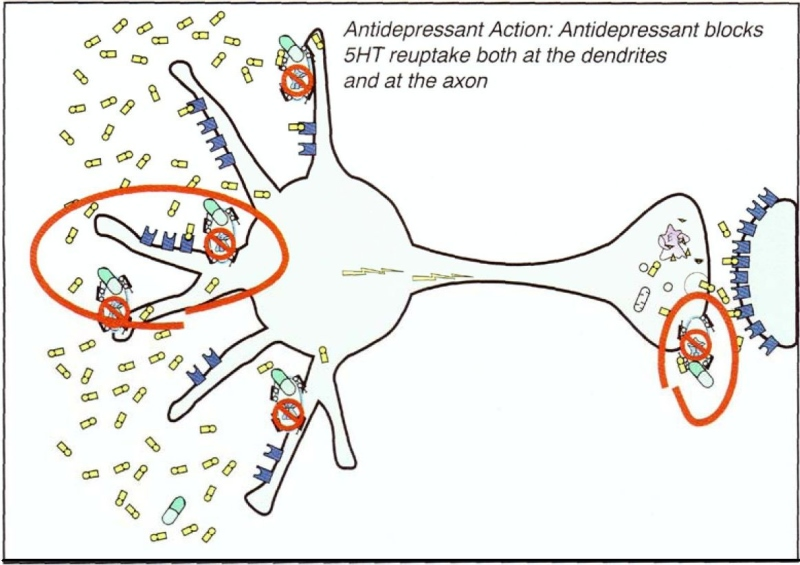 Antidepressant Action: Antidepressant blocks
5HT reuptake both at the dendrites
and at the axon